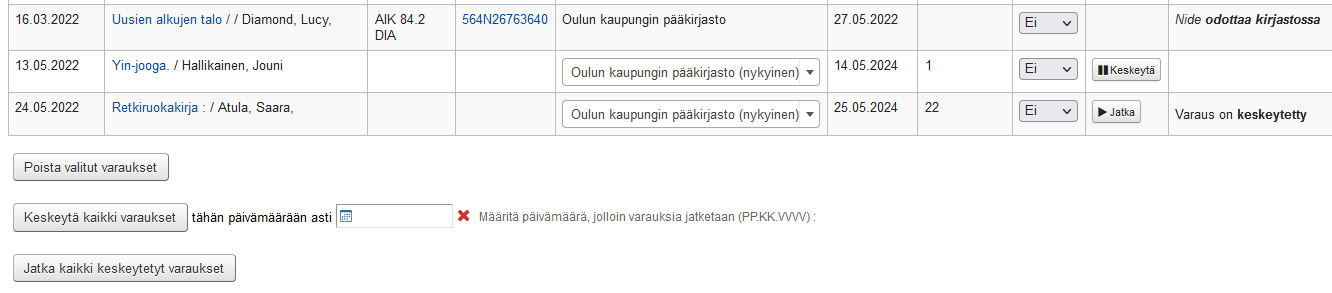 16.03.2022 Uusien alkujen talo / / Diamond, Lucy, AIK 84.2 DIA 564N26763640 Oulun kaupungin pääkirjasto 27.05.2022 Ei Nide odottaa kirjastossa
13.05.2022 Yin-jooga. / Hallikainen, Jouni Oulun kaupungin pääkirjasto (nykyinen) 14.05.2024 1 Ei Keskeytä
24.05.2022 Retkiruokakirja : / Atula, Saara, Oulun kaupungin pääkirjasto (nykyinen) 25.05.2024 22 Ei Jatka Varaus on keskeytetty
Poista valitut varaukset
Keskeytä kaikki varaukset tähän päivämäärään asti Määritä päivämäärä, jolloin varauksia jatketaan (PP.KK.VVVV) :
Jatka kaikki keskeytetyt varaukset